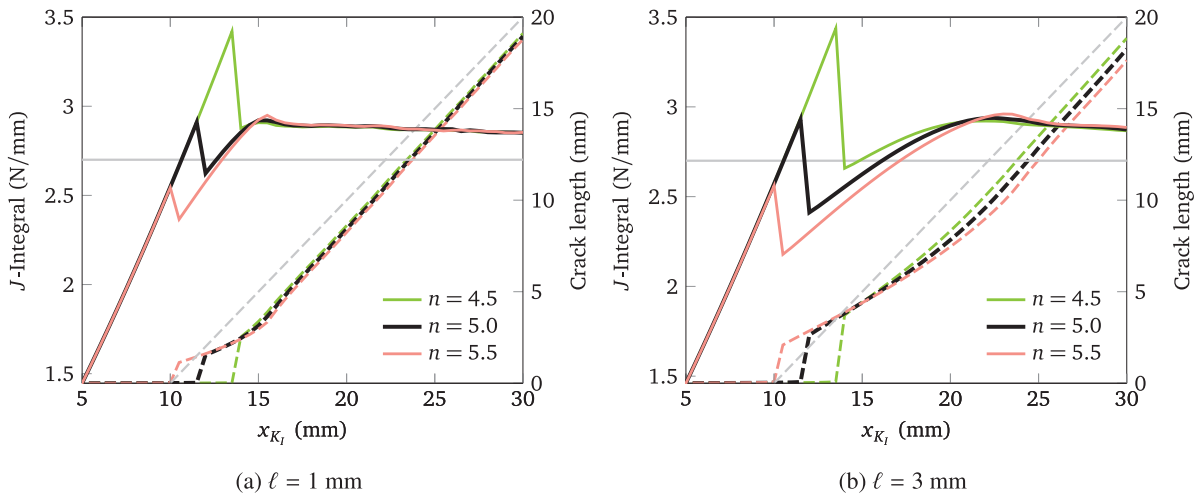 3.5
3
2.5
2
1.5
J-Integral (N/mm)
20
15
10
5
0
Crack length (mm)
n = 4.5
n = 5.0
n = 5.5
5 10 15 20 25 30
x_{K_I} (mm)
(a) ℓ = 1 mm
3.5
3
2.5
2
1.5
J-Integral (N/mm)
20
15
10
5
0
Crack length (mm)
n = 4.5
n = 5.0
n = 5.5
5 10 15 20 25 30
x_{K_I} (mm)
(b) ℓ = 3 mm